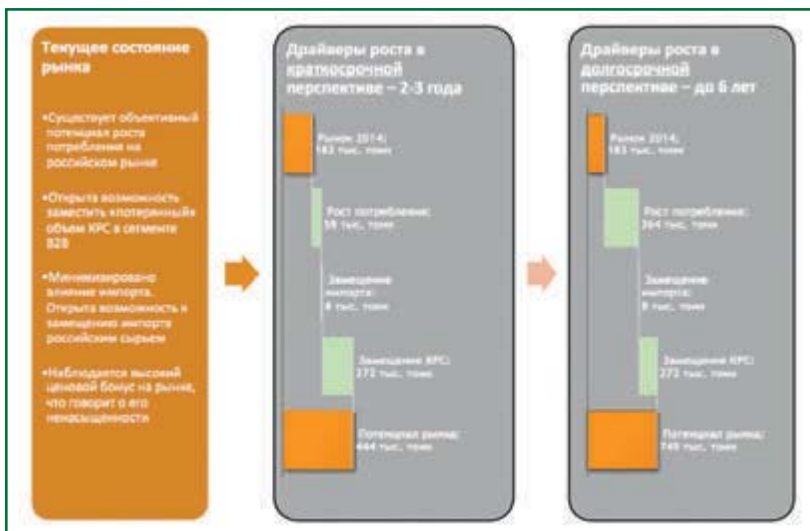 Текущее состояние
рынка
•Существует объективный
потенциал роста
потребления на
российском рынке
•Открыта возможность
заместить «потерянный»
объем КРС в сегменте
B2B
•Минимизировано
влияние импорта.
Открыта возможность к
замещению импорта
российским сырьем
•Наблюдается высокий
ценовой бонус на рынке,
что говорит о его
ненасыщенности
Драйверы роста в
краткосрочной
перспективе – 2-3 года
Рынок 2014:
183 тыс. тонн
Рост потребления:
59 тыс. тонн
Замещение
импорта:
тыс. тонн
Замещение КРС:
тыс. тонн
Потенциал рынка:
444 тыс. тонн
Драйверы роста в
долгосрочной
перспективе – до 6 лет
Рынок 2014:
183 тыс. тонн
Рост потребления:
364 тыс. тонн
Замещение
импорта:
тыс. тонн
Замещение КРС:
тыс. тонн
Потенциал рынка:
749 тыс. тонн